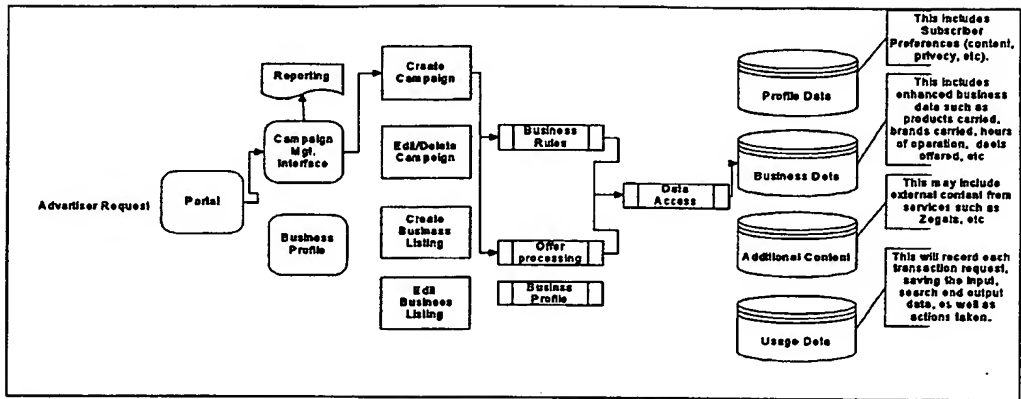 Advertiser Request
Portal
Reporting
Campaign
Mgt.
Interface
Business
Profile
Create
Campaign
Edit/Delete
Campaign
Create
Business
Listing
Edit
Business
Listing
Business
Rules
Offer
processing
Business
Profile
Data
Access
Profile Data
Business Data
Additional Content
Usage Data
This includes
Subscriber
Preferences (content,
privacy, etc).
This includes
enhanced business
data such as
products carried,
brands carried, hours
of operation, deals
offered, etc
This may include
external content from
services such as
Zagats, etc
This will record each
transaction request,
saving the input,
search and output
data, as well as
actions taken.